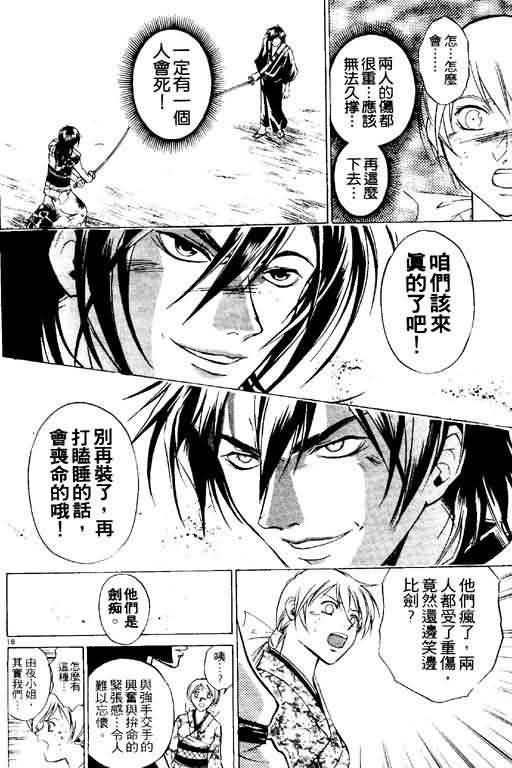 怎…怎麼
會……
兩人的傷都
很重…應該
無法久撐…
再這麼
下去…
一定有一個
人會死！
咱們該來
真的了吧！
別再裝了，再
打瞌睡的話，
會喪命的哦！
他們瘋了，兩
人都受了重傷，
竟然還邊笑邊
比劍？
他們是
劍痴。
咦…？
與強手交手的
興奮與拚命的
緊張感…令人
難以忘懷。
怎麼有
這種…
由夜小姐
其實我們…
18